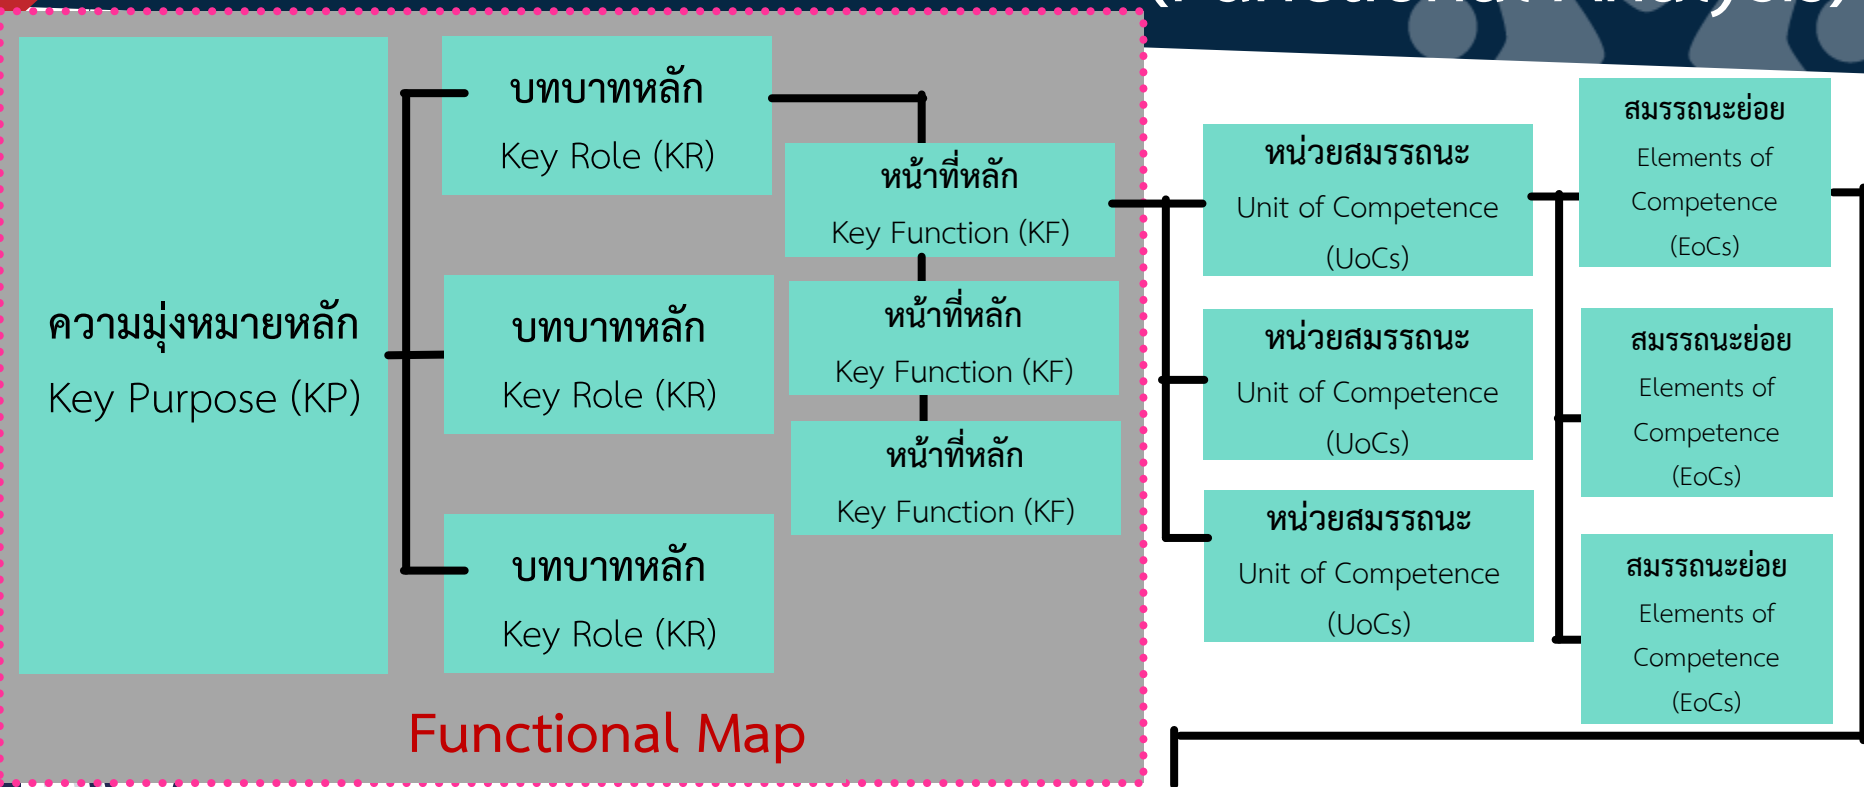 (Functional Analysis)
ความมุ่งหมายหลัก
Key Purpose (KP)
บทบาทหลัก
Key Role (KR)
บทบาทหลัก
Key Role (KR)
บทบาทหลัก
Key Role (KR)
หน้าที่หลัก
Key Function (KF)
หน้าที่หลัก
Key Function (KF)
หน้าที่หลัก
Key Function (KF)
Functional Map
หน่วยสมรรถนะ
Unit of Competence
(UoCs)
หน่วยสมรรถนะ
Unit of Competence
(UoCs)
หน่วยสมรรถนะ
Unit of Competence
(UoCs)
สมรรถนะย่อย
Elements of
Competence
(EoCs)
สมรรถนะย่อย
Elements of
Competence
(EoCs)
สมรรถนะย่อย
Elements of
Competence
(EoCs)